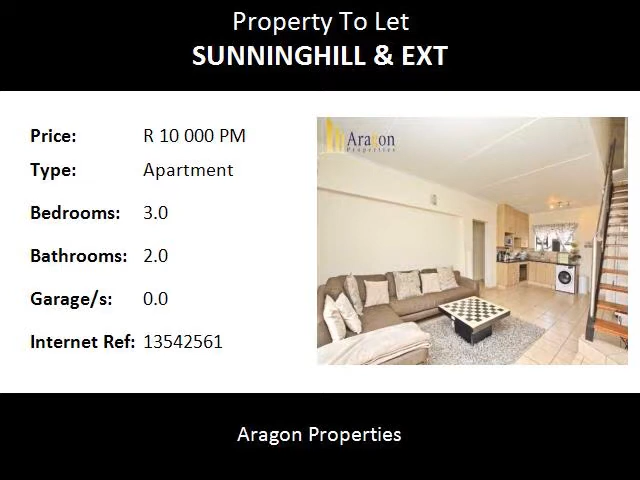 Property To Let
SUNNINGHILL & EXT
Price: R 10 000 PM
Type: Apartment
Bedrooms: 3.0
Bathrooms: 2.0
Garage/s: 0.0
Internet Ref: 13542561
Aragon
Properties
Aragon Properties